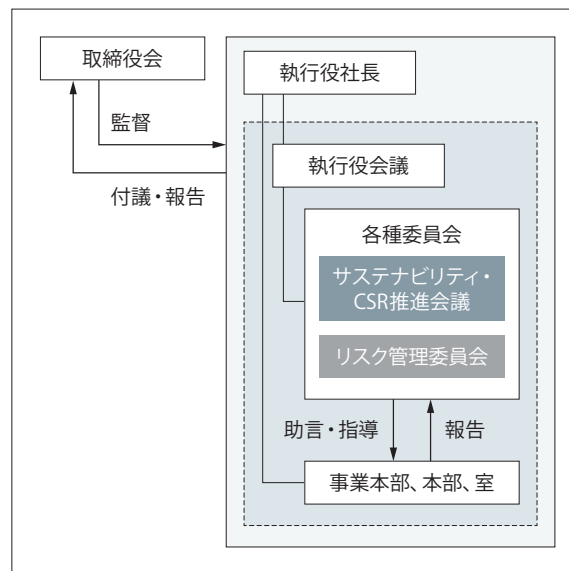 取締役会
執行役社長
監督
付議・報告
執行役会議
各種委員会
サステナビリティ・
CSR推進会議
リスク管理委員会
助言・指導
報告
事業本部、本部、室